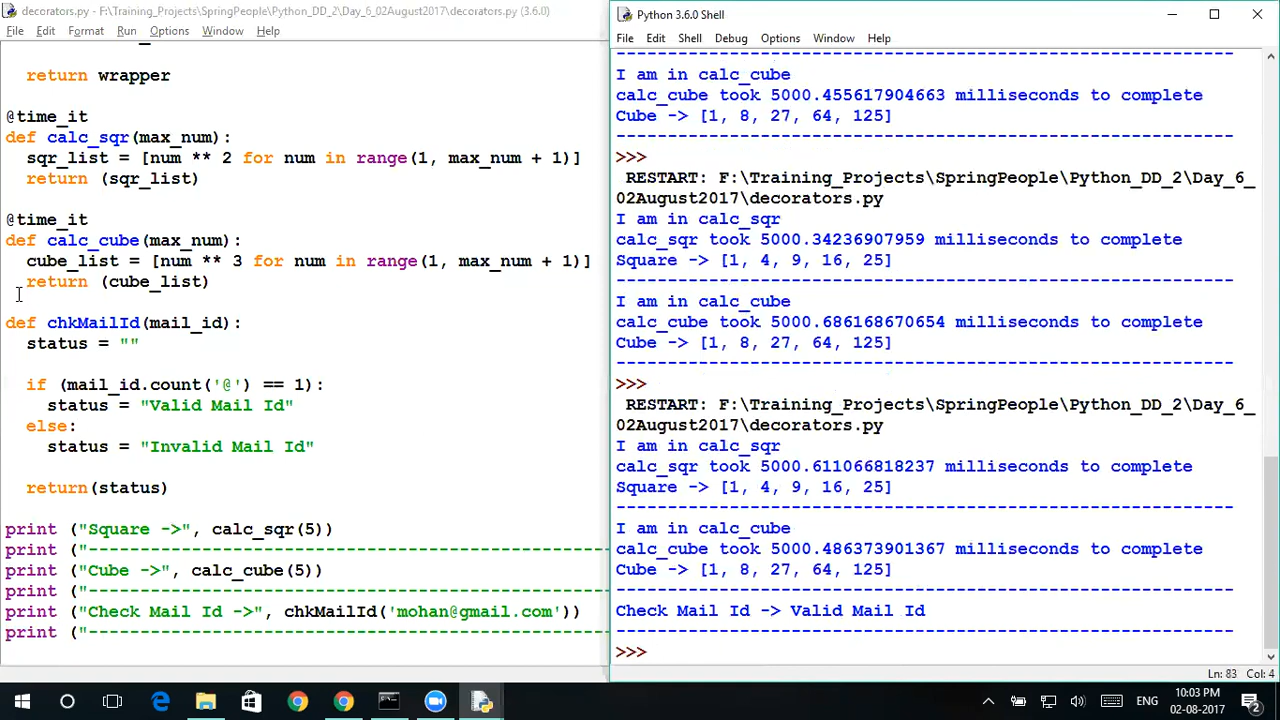 decorators.py - F:\Training_Projects\SpringPeople\Python_DD_2\Day_6_02August2017\decorators.py (3.6.0)
File Edit Format Run Options Window Help
return wrapper
@time_it
def calc_sqr(max_num):
sqr_list = [num ** 2 for num in range(1, max_num + 1)]
return (sqr_list)
@time_it
def calc_cube(max_num):
cube_list = [num ** 3 for num in range(1, max_num + 1)]
return (cube_list)
def chkMailId(mail_id):
status = ""
if (mail_id.count('@') == 1):
status = "Valid Mail Id"
else:
status = "Invalid Mail Id"
return(status)
print ("Square ->", calc_sqr(5))
print ("--------------------------------------------------
print ("Cube ->", calc_cube(5))
print ("--------------------------------------------------
print ("Check Mail Id ->", chkMailId('mohan@gmail.com'))
print ("--------------------------------------------------
Python 3.6.0 Shell
File Edit Shell Debug Options Window Help
------------------------------------------------------------
I am in calc_cube
calc_cube took 5000.455617904663 milliseconds to complete
Cube -> [1, 8, 27, 64, 125]
------------------------------------------------------------
>>>
RESTART: F:\Training_Projects\SpringPeople\Python_DD_2\Day_6_
02August2017\decorators.py
I am in calc_sqr
calc_sqr took 5000.34236907959 milliseconds to complete
Square -> [1, 4, 9, 16, 25]
------------------------------------------------------------
I am in calc_cube
calc_cube took 5000.686168670654 milliseconds to complete
Cube -> [1, 8, 27, 64, 125]
------------------------------------------------------------
>>>
RESTART: F:\Training_Projects\SpringPeople\Python_DD_2\Day_6_
02August2017\decorators.py
I am in calc_sqr
calc_sqr took 5000.611066818237 milliseconds to complete
Square -> [1, 4, 9, 16, 25]
------------------------------------------------------------
I am in calc_cube
calc_cube took 5000.486373901367 milliseconds to complete
Cube -> [1, 8, 27, 64, 125]
------------------------------------------------------------
Check Mail Id -> Valid Mail Id
------------------------------------------------------------
>>>
Ln: 83 Col: 4
ENG
10:03 PM
02-08-2017
2